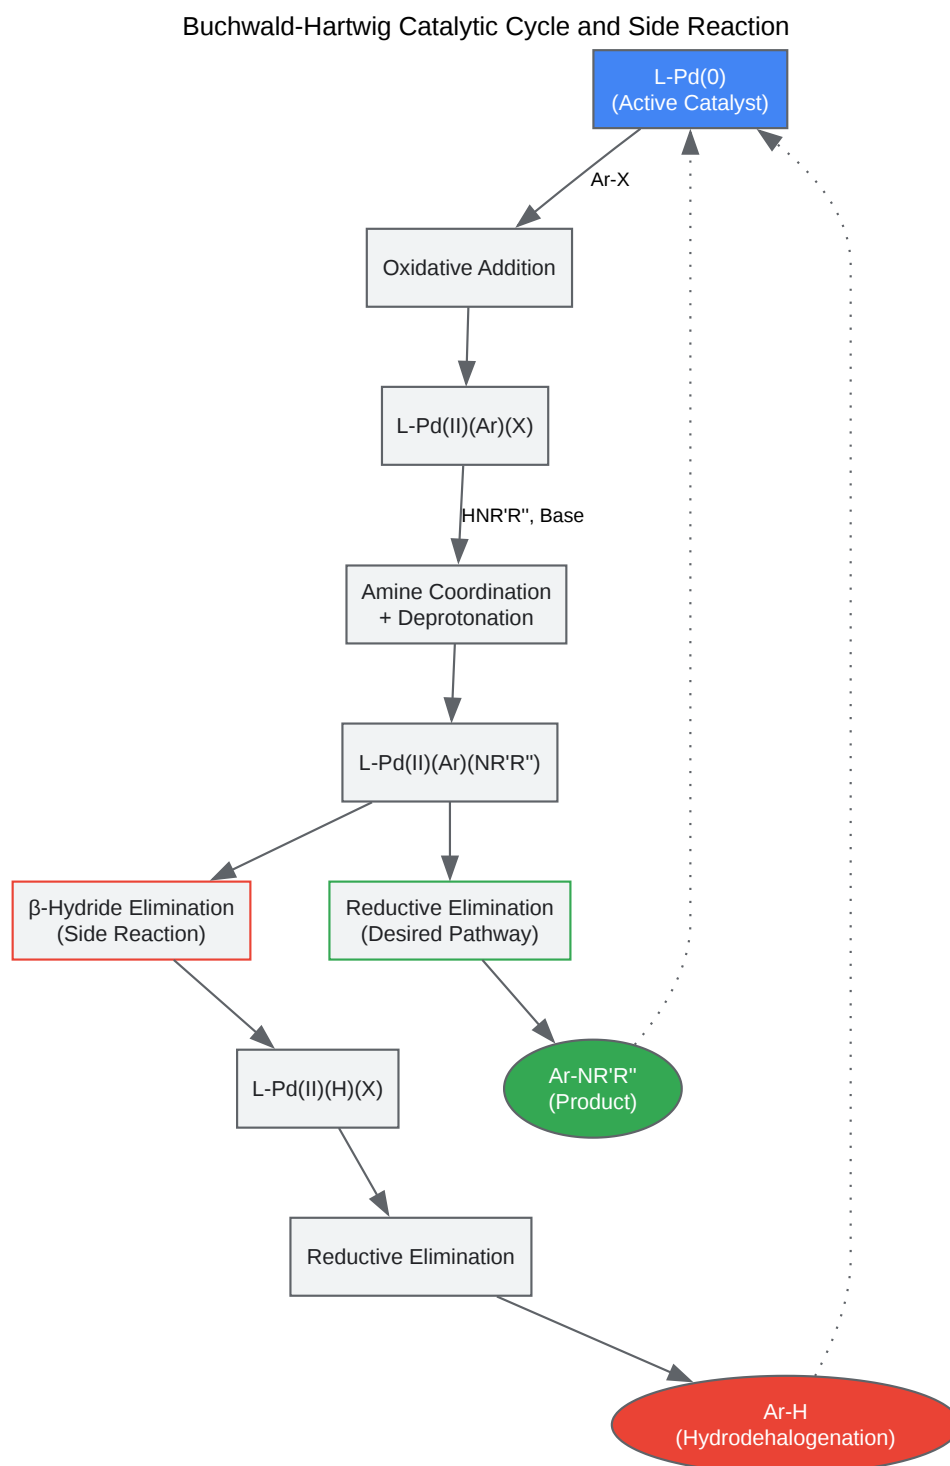 Buchwald-Hartwig Catalytic Cycle and Side Reaction
L-Pd(0)
(Active Catalyst)
Ar-X
Oxidative Addition
L-Pd(II)(Ar)(X)
HNR'R'', Base
Amine Coordination
+ Deprotonation
L-Pd(II)(Ar)(NR'R'')
β-Hydride Elimination
(Side Reaction)
Reductive Elimination
(Desired Pathway)
L-Pd(II)(H)(X)
Ar-NR'R''
(Product)
Reductive Elimination
Ar-H
(Hydrodehalogenation)